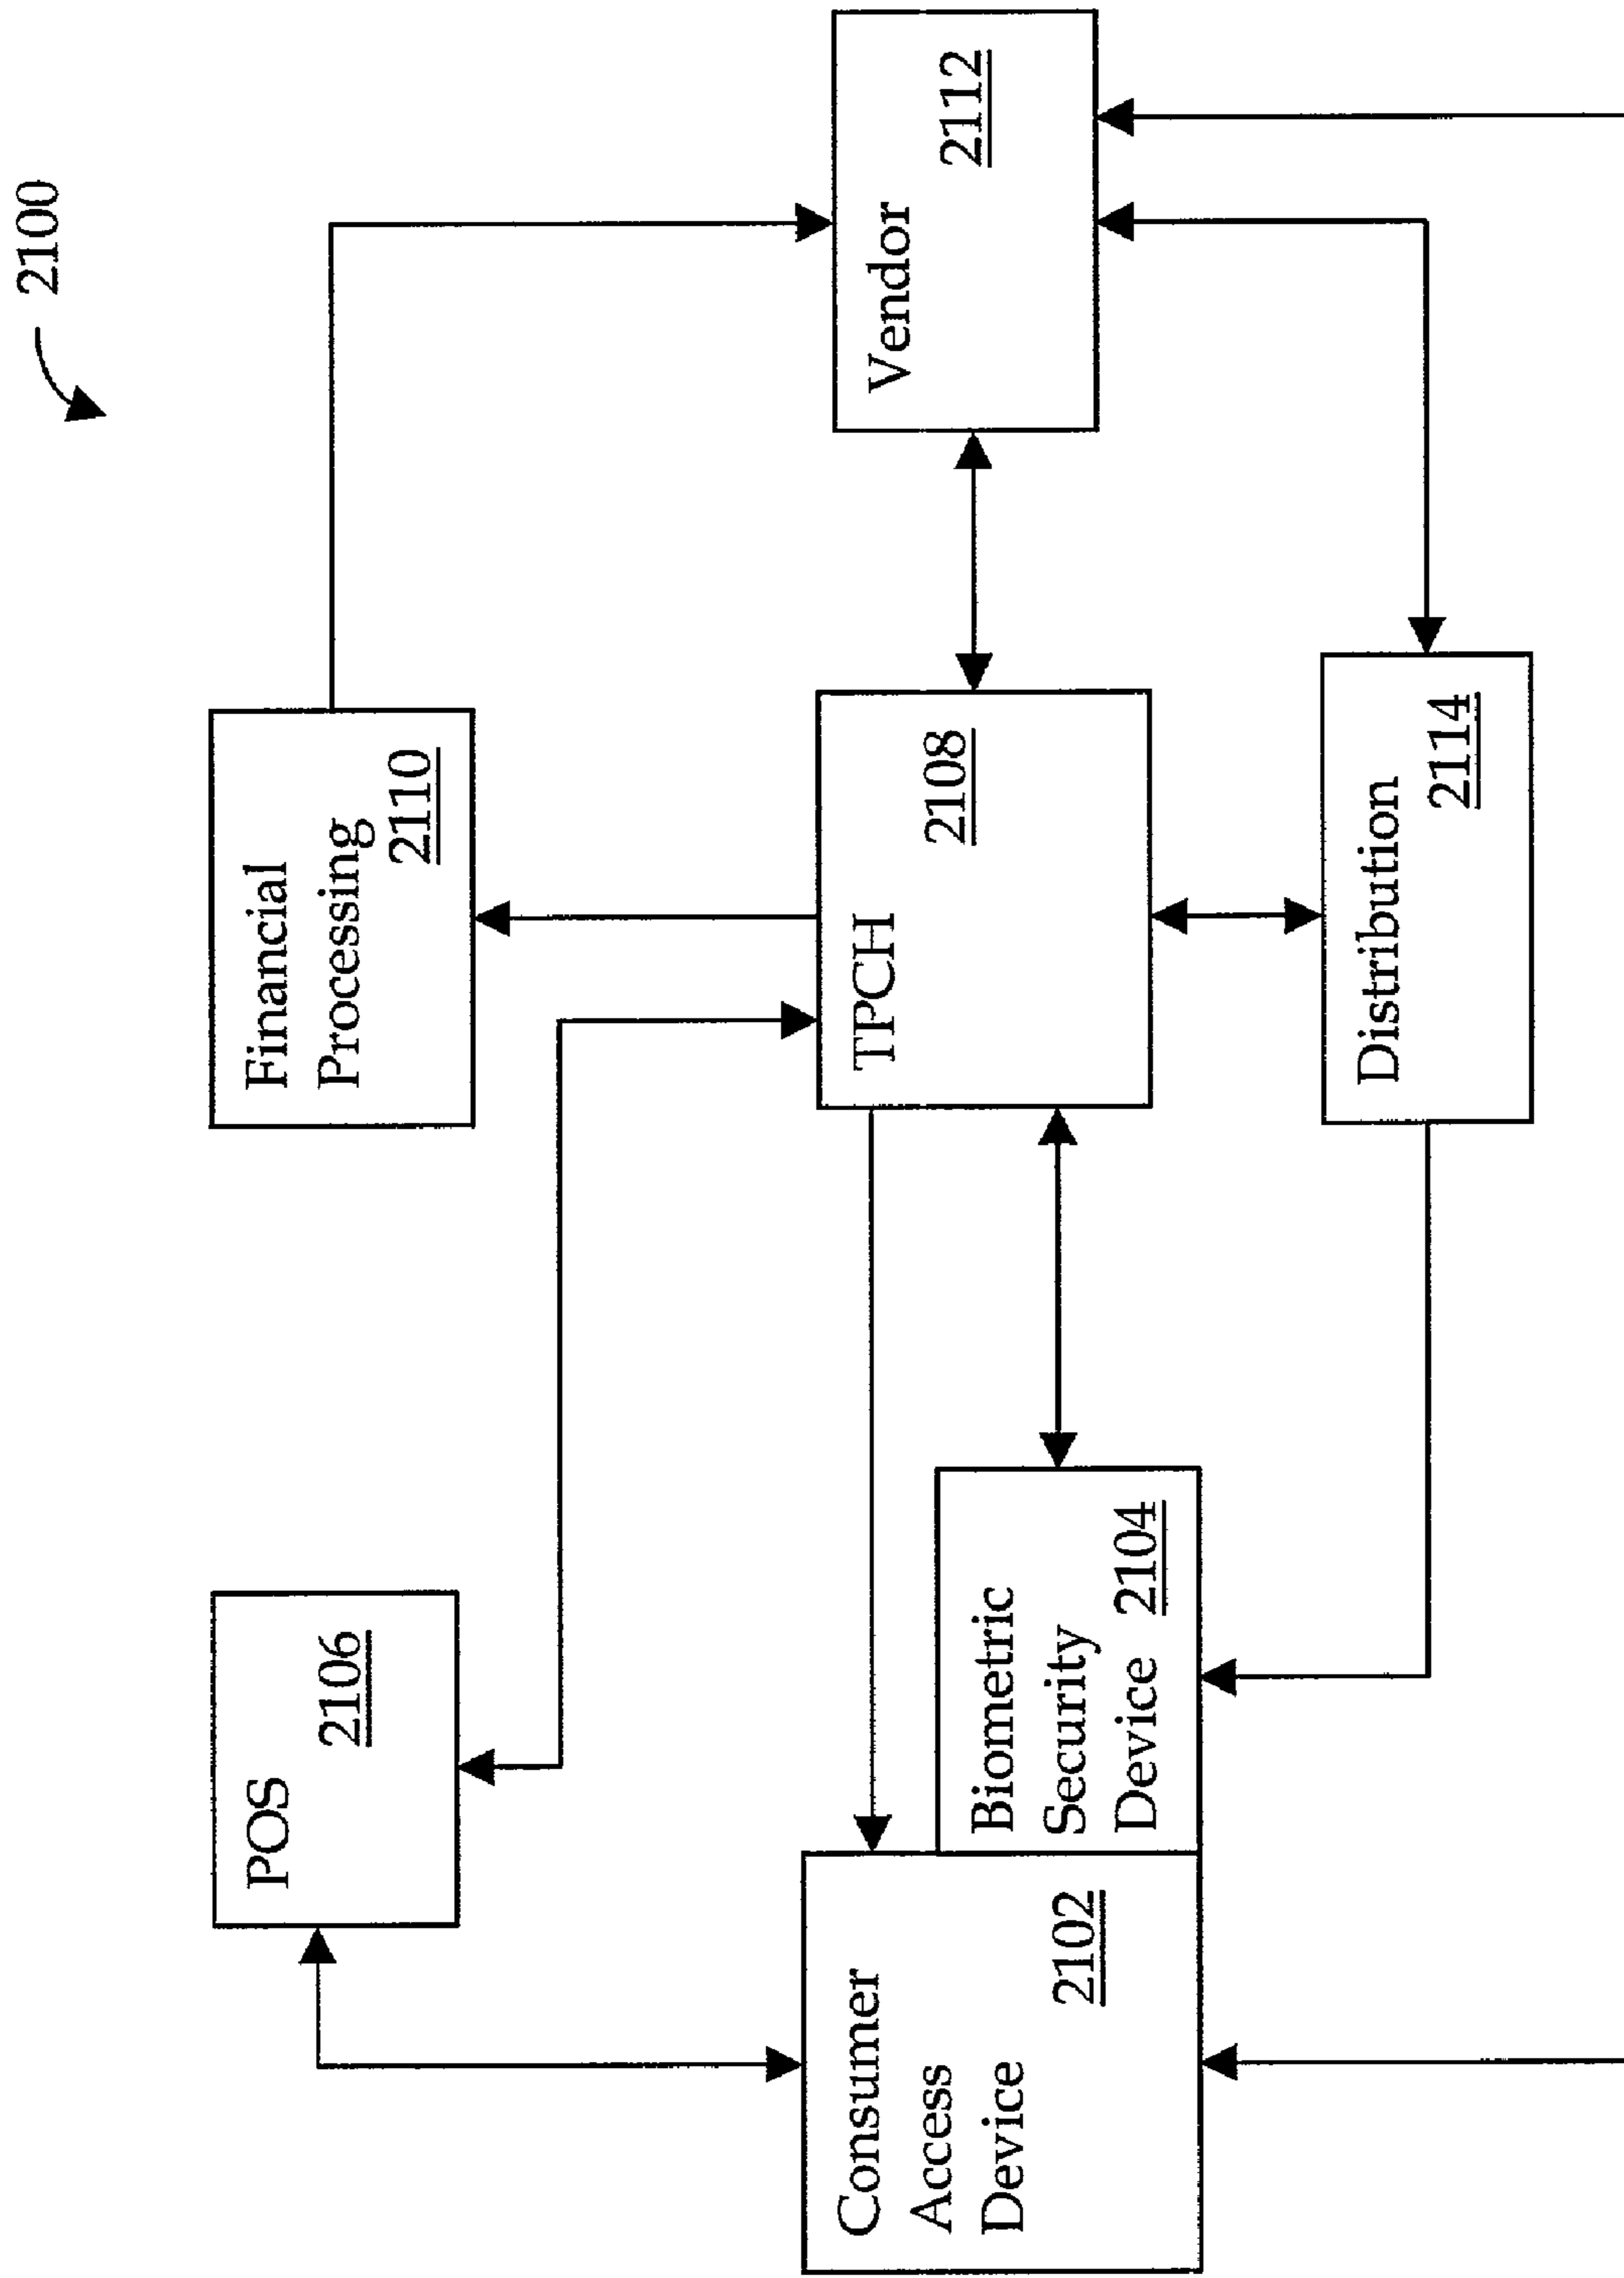 2100
POS
2106
Financial
Processing
2110
Consumer
Access
Device
2102
Biometric
Security
Device 2104
TPCH
2108
Vendor
2112
Distribution
2114